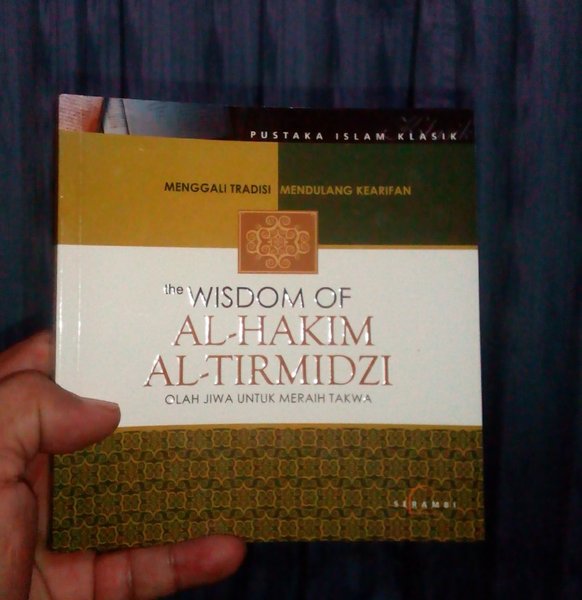 PUSTAKA ISLAM KLASIK
MENGGALI TRADISI MENDULANG KEARIFAN
the WISDOM OF
AL-HAKIM
AL-TIRMIDZI
OLAH JIWA UNTUK MERAIH TAKWA
SERAMBI